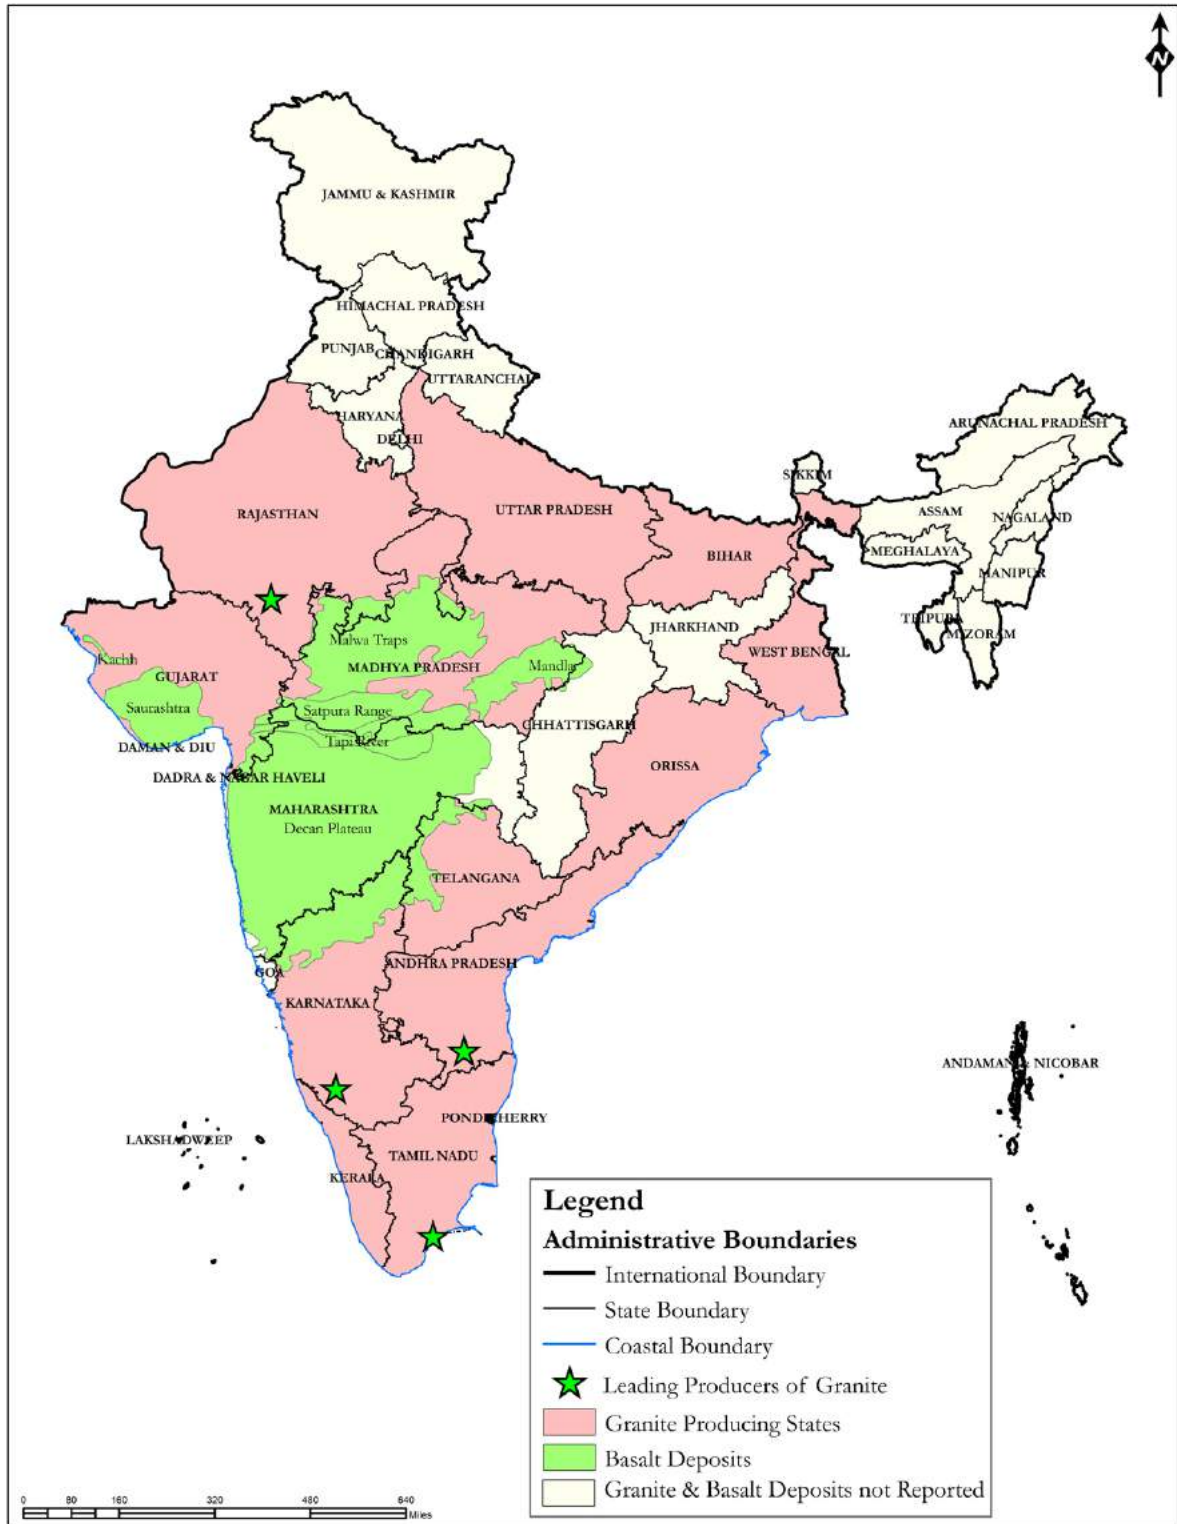 N
JAMMU & KASHMIR
HIMACHAL PRADESH
PUNJAB
CHANDIGARH
UTTARANCHAL
HARYANA
DELHI
ARUNACHAL PRADESH
SIKKIM
RAJASTHAN
UTTAR PRADESH
ASSAM
NAGALAND
BIHAR
MEGHALAYA
MANIPUR
TRIPURA
MIZORAM
JHARKHAND
Malwa Traps
WEST BENGAL
Kachh
MADHYA PRADESH
Mandla
GUJARAT
Saurashtra
Satpura Range
CHHATTISGARH
DAMAN & DIU
Tapi River
ORISSA
DADRA & NAGAR HAVELI
MAHARASHTRA
Decan Plateau
TELANGANA
GOA
ANDHRA PRADESH
KARNATAKA
ANDAMAN & NICOBAR
PONDICHERRY
LAKSHADWEEP
TAMIL NADU
KERALA
Legend
Administrative Boundaries
International Boundary
State Boundary
Coastal Boundary
Leading Producers of Granite
Granite Producing States
Basalt Deposits
Granite & Basalt Deposits not Reported
0 80 160 320 480 640
Miles